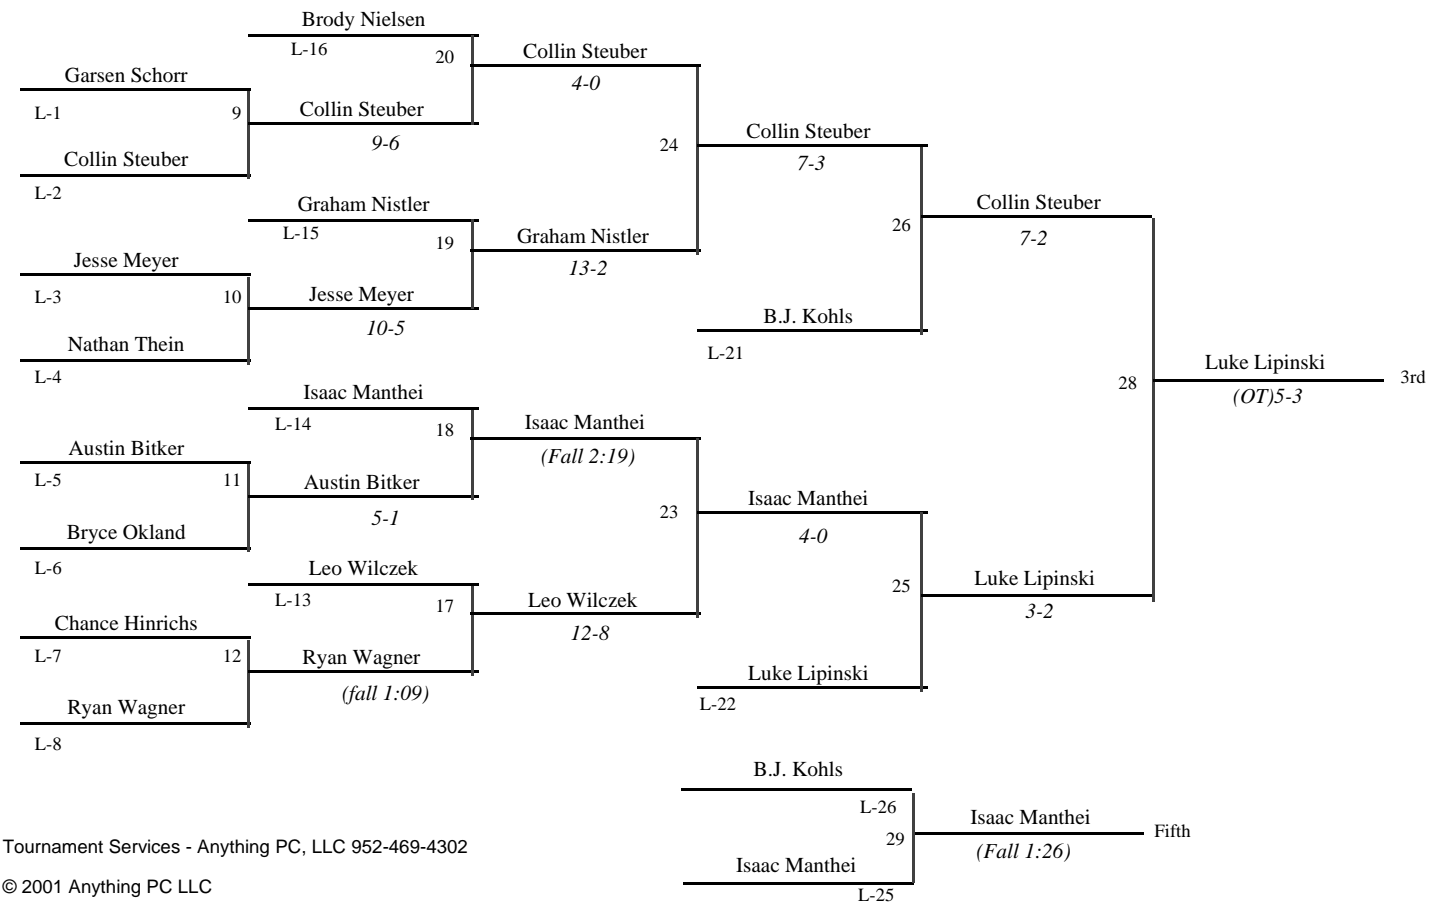 Brody Nielsen
L-16
20
Collin Steuber
4-0
Garsen Schorr
L-1
9
Collin Steuber
9-6
Collin Steuber
L-2
24
Collin Steuber
7-3
Graham Nistler
L-15
19
Graham Nistler
13-2
Collin Steuber
7-2
26
Jesse Meyer
L-3
10
Jesse Meyer
10-5
B.J. Kohls
L-21
Nathan Thein
L-4
28
Luke Lipinski
(OT)5-3
3rd
Isaac Manthei
L-14
18
Isaac Manthei
(Fall 2:19)
Austin Bitker
L-5
11
Austin Bitker
5-1
Bryce Okland
L-6
23
Isaac Manthei
4-0
Leo Wilczek
L-13
17
Leo Wilczek
12-8
25
Luke Lipinski
3-2
Chance Hinrichs
L-7
12
Ryan Wagner
(fall 1:09)
Ryan Wagner
L-8
Luke Lipinski
L-22
B.J. Kohls
L-26
29
Isaac Manthei
(Fall 1:26)
Fifth
Isaac Manthei
L-25
Tournament Services - Anything PC, LLC 952-469-4302
© 2001 Anything PC LLC